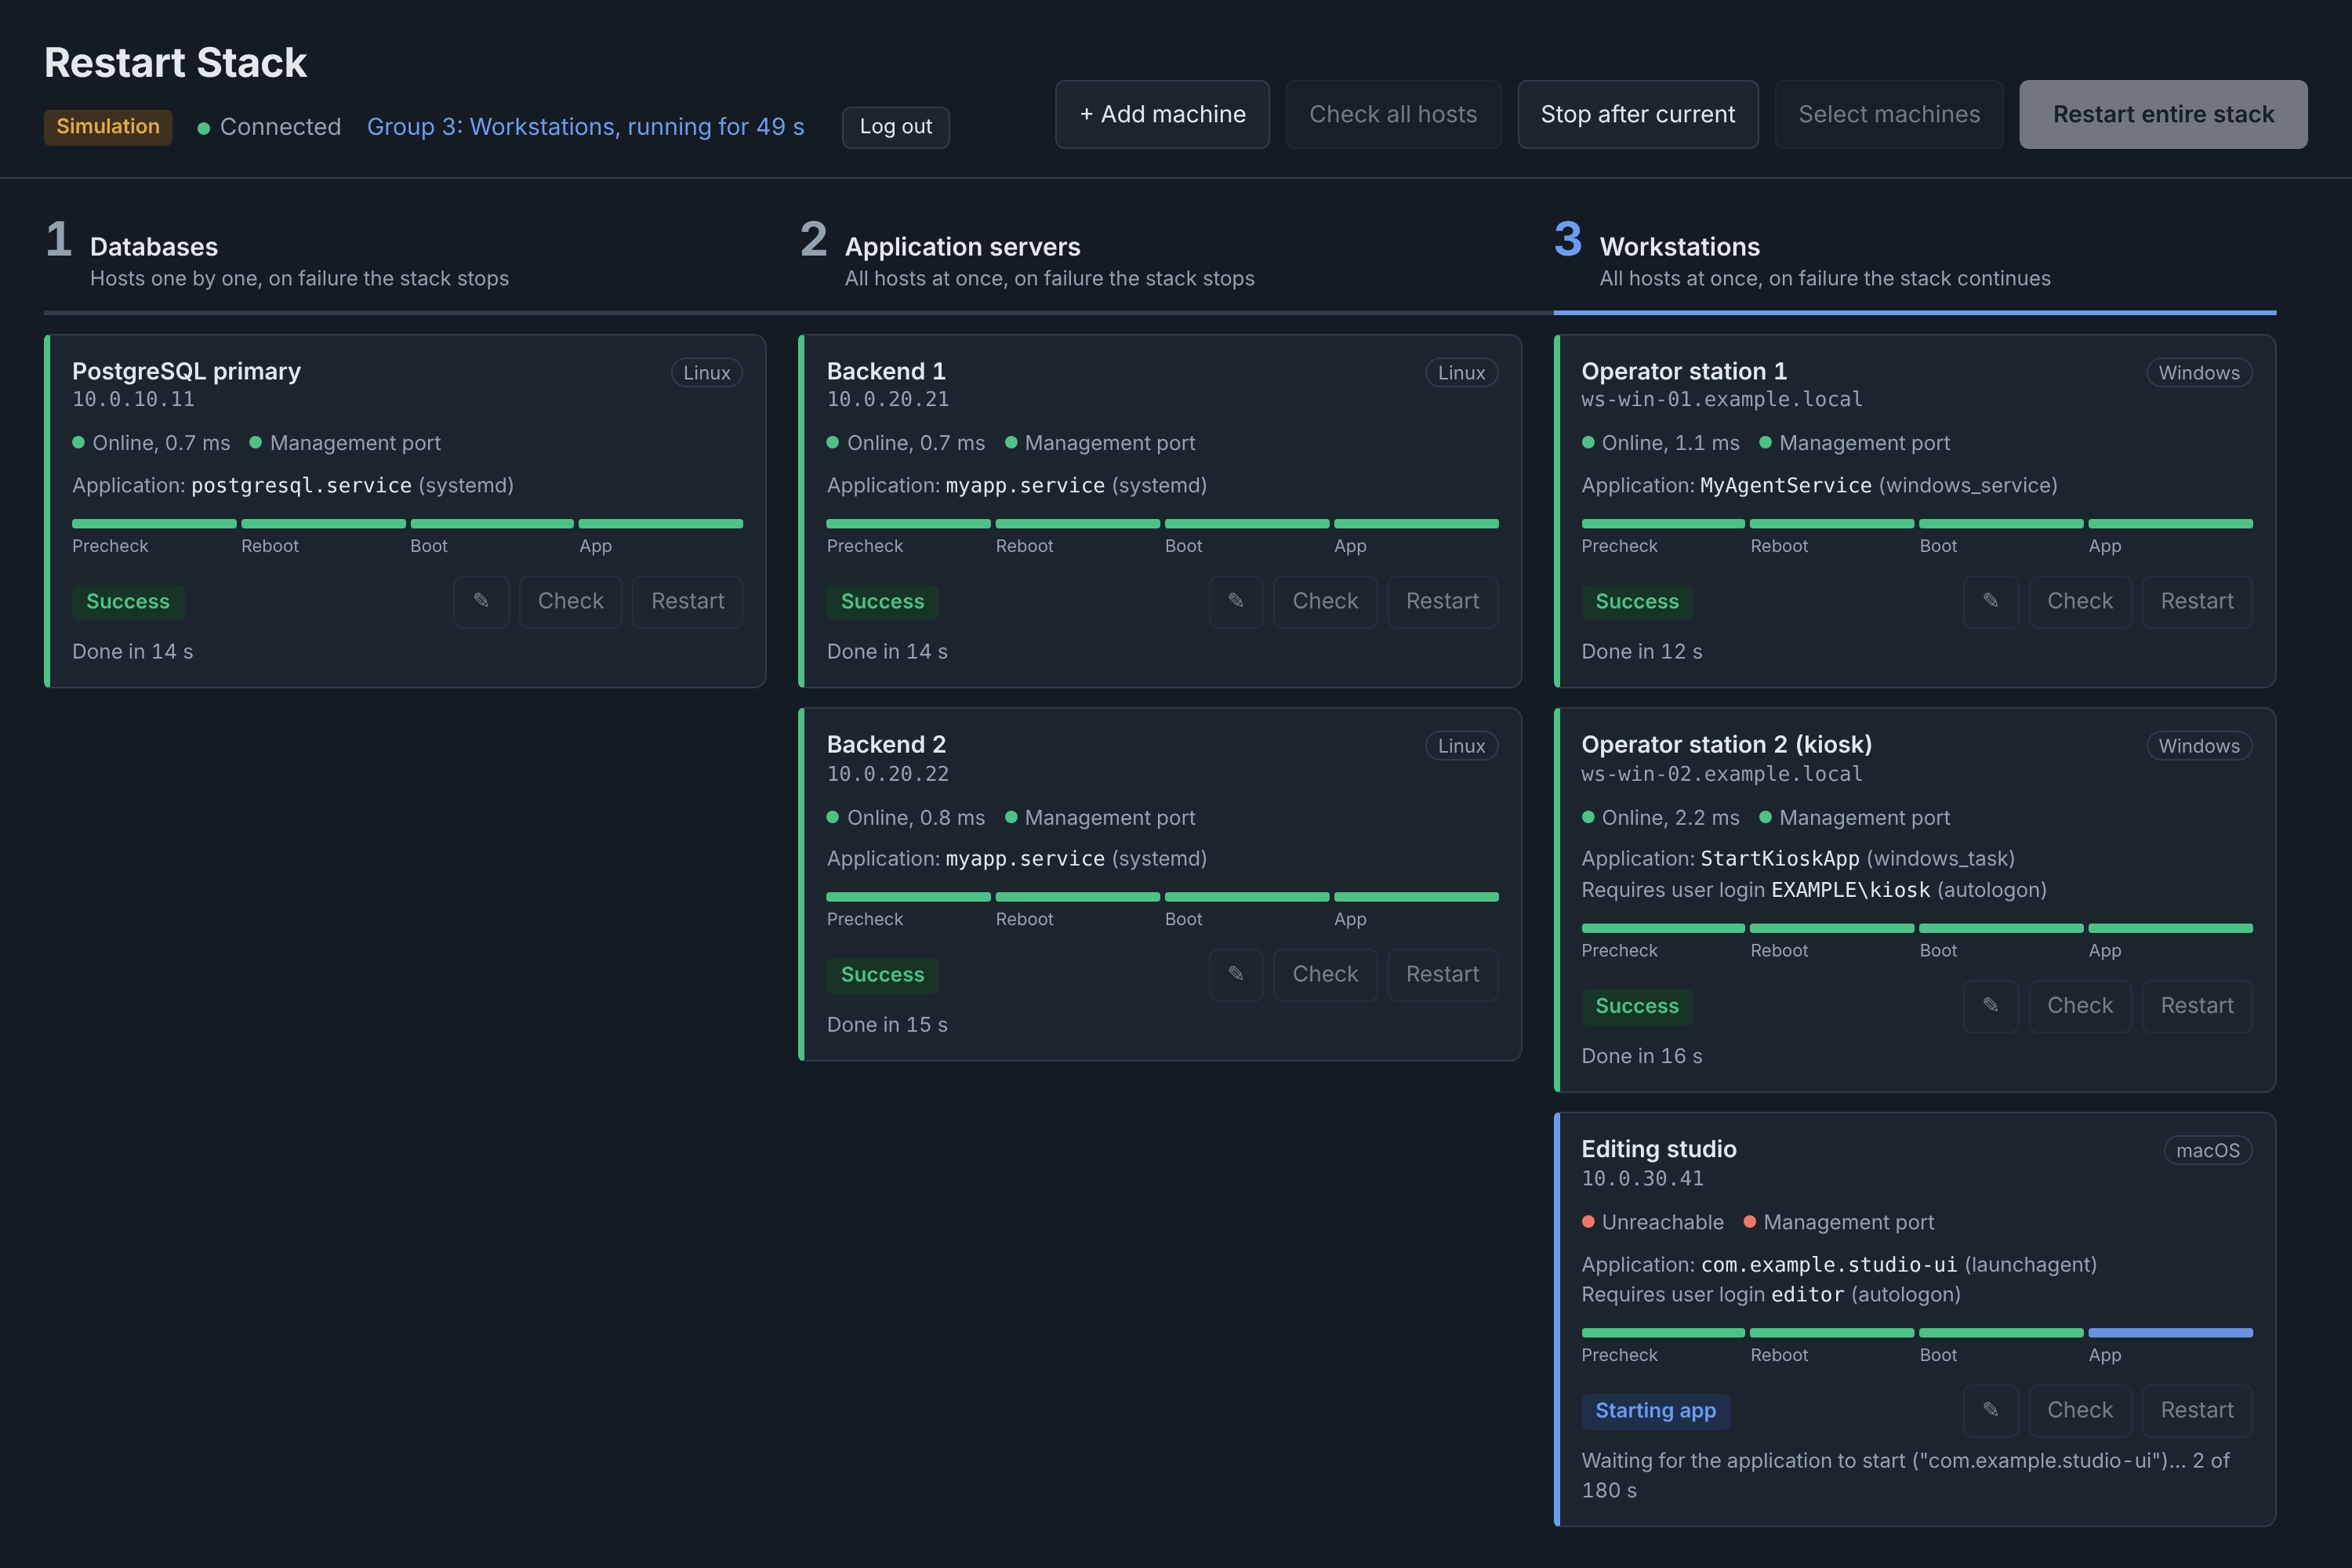 Restart Stack
Simulation
Connected
Group 3: Workstations, running for 49 s
Log out
+ Add machine
Check all hosts
Stop after current
Select machines
Restart entire stack
1 Databases
Hosts one by one, on failure the stack stops
PostgreSQL primary
Linux
10.0.10.11
Online, 0.7 ms Management port
Application: postgresql.service (systemd)
Precheck Reboot Boot App
Success
✎ Check Restart
Done in 14 s
2 Application servers
All hosts at once, on failure the stack stops
Backend 1
Linux
10.0.20.21
Online, 0.7 ms Management port
Application: myapp.service (systemd)
Precheck Reboot Boot App
Success
✎ Check Restart
Done in 14 s
Backend 2
Linux
10.0.20.22
Online, 0.8 ms Management port
Application: myapp.service (systemd)
Precheck Reboot Boot App
Success
✎ Check Restart
Done in 15 s
3 Workstations
All hosts at once, on failure the stack continues
Operator station 1
Windows
ws-win-01.example.local
Online, 1.1 ms Management port
Application: MyAgentService (windows_service)
Precheck Reboot Boot App
Success
✎ Check Restart
Done in 12 s
Operator station 2 (kiosk)
Windows
ws-win-02.example.local
Online, 2.2 ms Management port
Application: StartKioskApp (windows_task)
Requires user login EXAMPLE\kiosk (autologon)
Precheck Reboot Boot App
Success
✎ Check Restart
Done in 16 s
Editing studio
macOS
10.0.30.41
Unreachable Management port
Application: com.example.studio-ui (launchagent)
Requires user login editor (autologon)
Precheck Reboot Boot App
Starting app
✎ Check Restart
Waiting for the application to start ("com.example.studio-ui")... 2 of
180 s